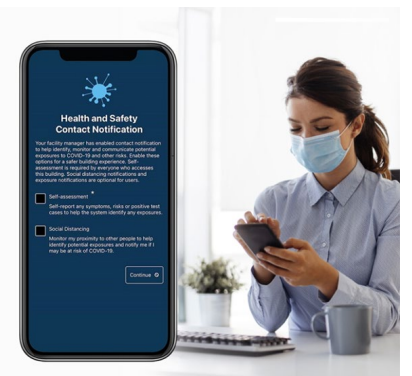 Health and Safety
Contact Notification
Your facility manager has enabled contact notification
to help identify, monitor and communicate potential
exposures to COVID-19 and other risks. Enable these
options for a safer building experience. Self-
assessment is required by everyone who accesses
this building. Social distancing notifications and
exposure notifications are optional for users.
Self-assessment *
Self-report any symptoms, risks or positive test
cases to help the system identify any exposures.
Social Distancing
Monitor my proximity to other people to help
identify potential exposures and notify me if I
may be at risk of COVID-19.
Continue